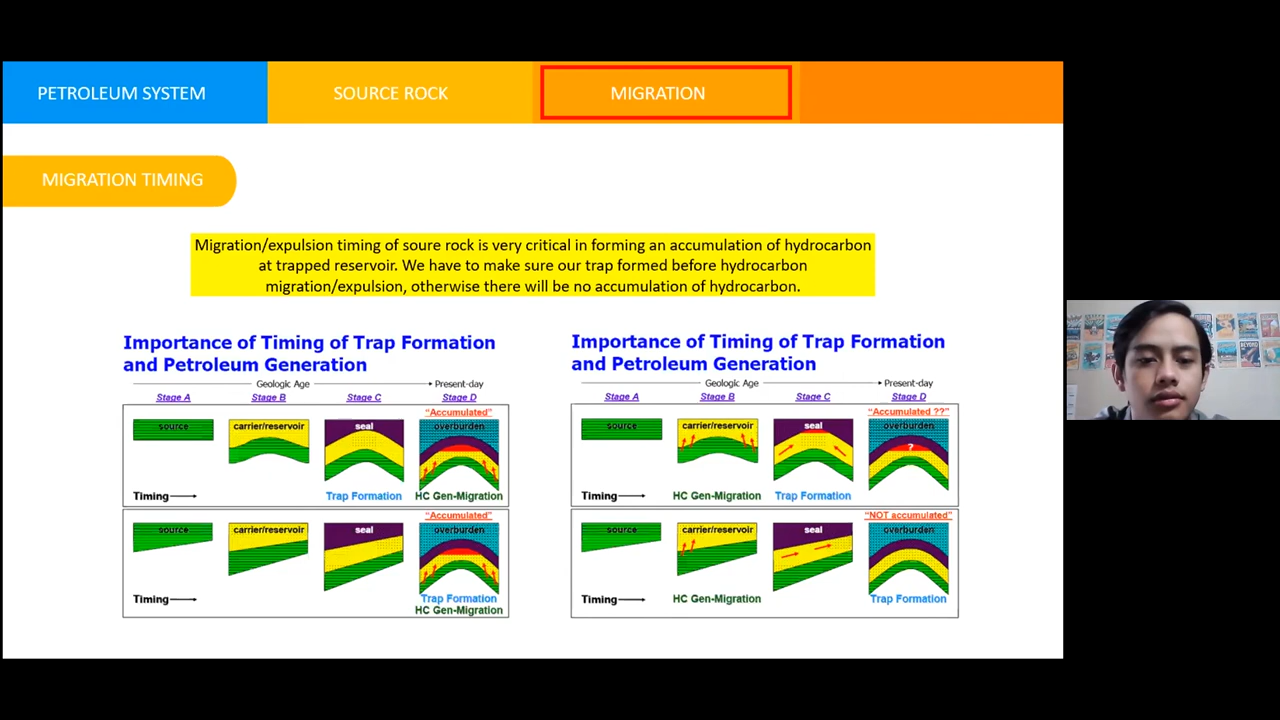 PETROLEUM SYSTEM
SOURCE ROCK
MIGRATION
MIGRATION TIMING
Migration/expulsion timing of soure rock is very critical in forming an accumulation of hydrocarbon
at trapped reservoir. We have to make sure our trap formed before hydrocarbon
migration/expulsion, otherwise there will be no accumulation of hydrocarbon.
Importance of Timing of Trap Formation
and Petroleum Generation
Geologic Age
Present-day
Stage A
Stage B
Stage C
Stage D
"Accumulated"
source
carrier/reservoir
seal
overburden
Timing
Trap Formation
HC Gen-Migration
"Accumulated"
source
carrier/reservoir
seal
overburden
Timing
Trap Formation
HC Gen-Migration
Importance of Timing of Trap Formation
and Petroleum Generation
Geologic Age
Present-day
Stage A
Stage B
Stage C
Stage D
"Accumulated ??"
source
carrier/reservoir
seal
overburden
?
Timing
HC Gen-Migration
Trap Formation
"NOT accumulated"
source
carrier/reservoir
seal
overburden
Timing
HC Gen-Migration
Trap Formation
BEYOND